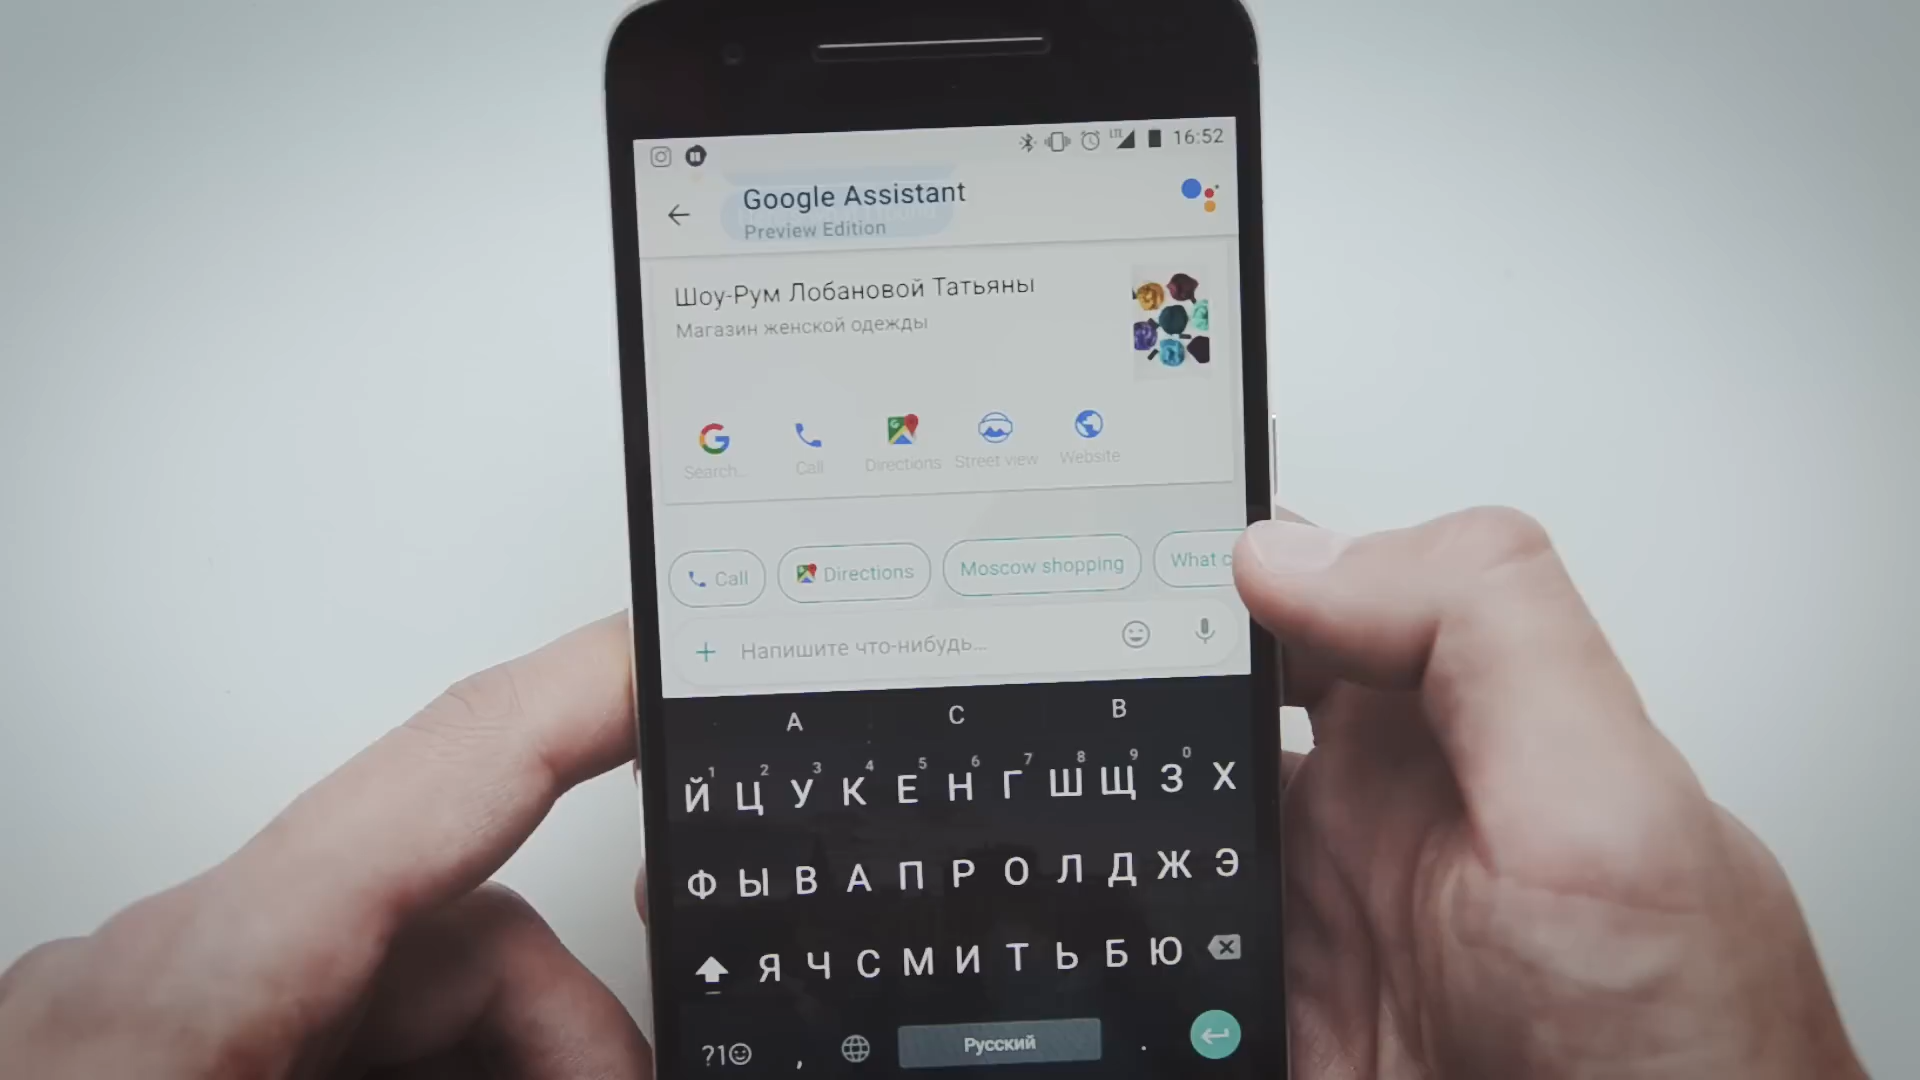 LTE 16:52
Google Assistant
Preview Edition
Шоу-Рум Лобановой Татьяны
Магазин женской одежды
Search... Call Directions Street view Website
Call Directions Moscow shopping What c
Напишите что-нибудь...
А С В
1 2 3 4 5 6 7 8 9 0
Й Ц У К Е Н Г Ш Щ З Х
Ф Ы В А П Р О Л Д Ж Э
Я Ч С М И Т Ь Б Ю
?1 , Русский .